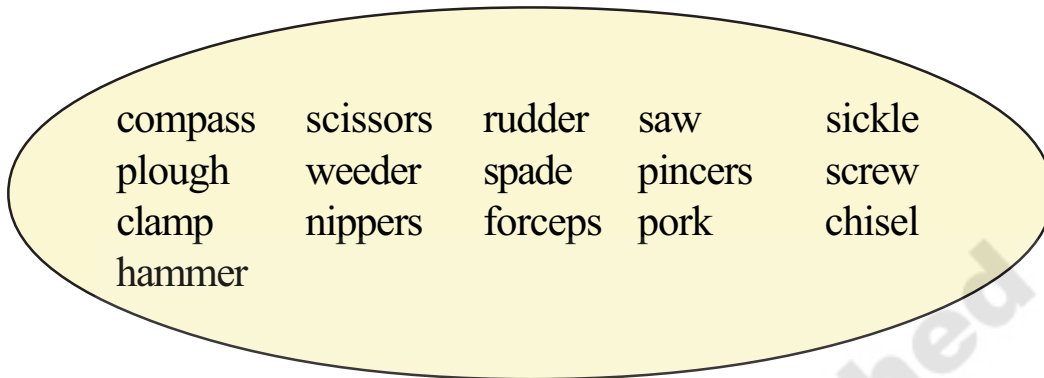 compass scissors rudder saw sickle
plough weeder spade pincers screw
clamp nippers forceps pork chisel
hammer